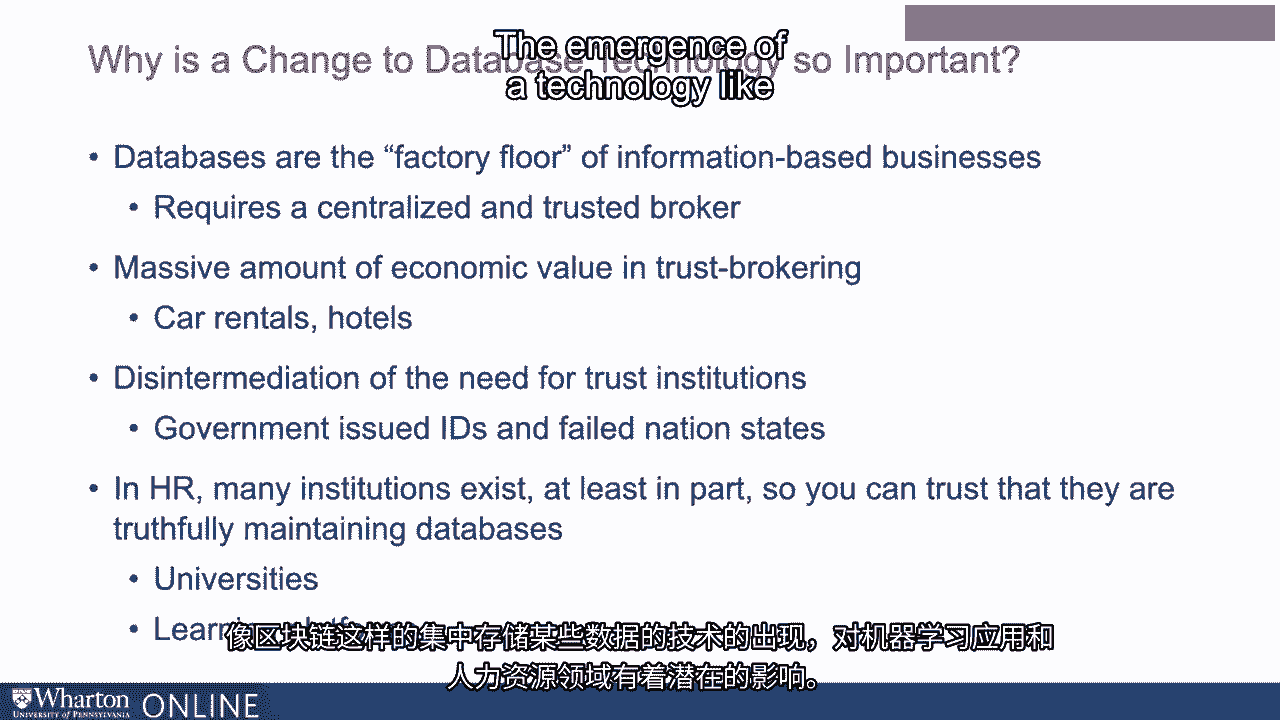 The emergence of
a technology like
Why is a Change to Database Technology so Important?
• Databases are the “factory floor” of information-based businesses
• Requires a centralized and trusted broker
• Massive amount of economic value in trust-brokering
• Car rentals, hotels
• Disintermediation of the need for trust institutions
• Government issued IDs and failed nation states
• In HR, many institutions exist, at least in part, so you can trust that they are
truthfully maintaining databases
• Universities
• Learning
像区块链这样的集中存储某些数据的技术的出现，对机器学习应用和
人力资源领域有着潜在的影响。
Wharton
UNIVERSITY OF PENNSYLVANIA
ONLINE